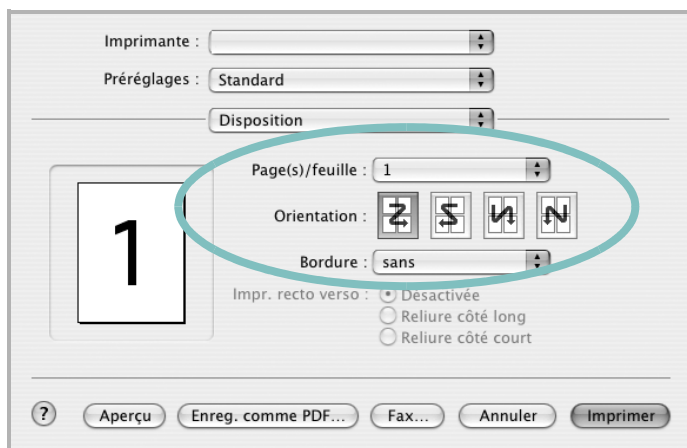 Imprimante :
Préréglages : Standard
Disposition
Page(s)/feuille : 1
Orientation :
1
Bordure : sans
Impr. recto verso : Désactivée
Reliure côté long
Reliure côté court
? Aperçu Enreg. comme PDF... Fax... Annuler Imprimer